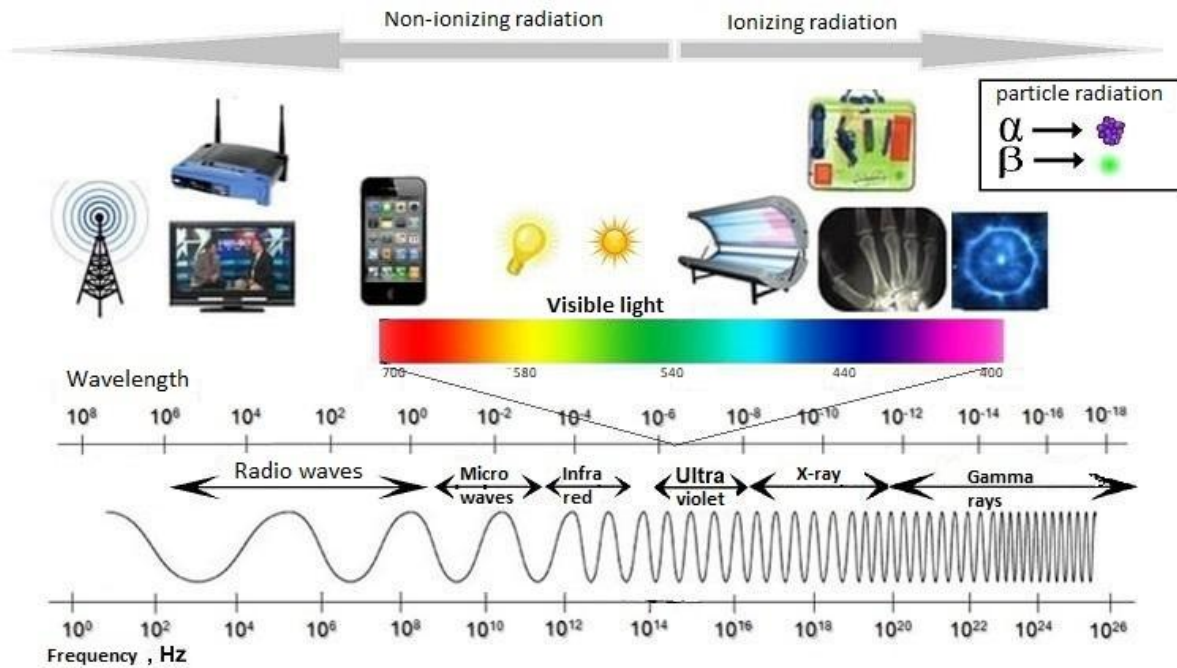 Non-ionizing radiation
Ionizing radiation
particle radiation
α
β
Visible light
700 580 540 440 400
Wavelength
10⁸ 10⁶ 10⁴ 10² 10⁰ 10⁻² 10⁻⁴ 10⁻⁶ 10⁻⁸ 10⁻¹⁰ 10⁻¹² 10⁻¹⁴ 10⁻¹⁶ 10⁻¹⁸
Radio waves
Micro
waves
Infra
red
Ultra
violet
X-ray
Gamma
rays
10⁰ 10² 10⁴ 10⁶ 10⁸ 10¹⁰ 10¹² 10¹⁴ 10¹⁶ 10¹⁸ 10²⁰ 10²² 10²⁴ 10²⁶
Frequency , Hz